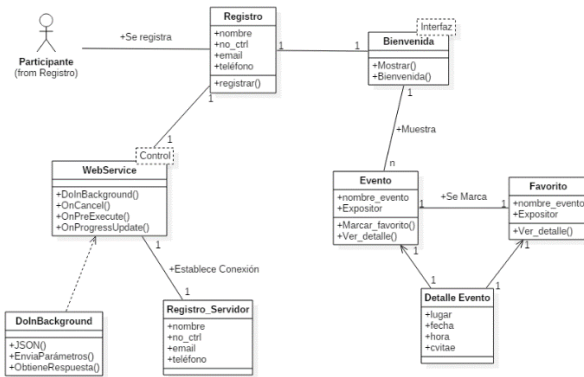 Registro
+nombre
+no_ctrl
+email
+teléfono
+registrar()
+Se registra
Participante
(from Registro)
1
1
Interfaz
Bienvenida
+Mostrar()
+Bienvenida()
1
1
+Muestra
n
1
1
Control
WebService
+DoInBackground()
+OnCancel()
+OnPreExecute()
+OnProgressUpdate()
Evento
+nombre_evento
+Expositor
+Marcar_favorito()
+Ver_detalle()
1
+Se Marca
1
Favorito
+nombre_evento
+Expositor
+Ver_detalle()
1
1
1
+Establece Conexión
1
1
1
DoInBackground
+JSON()
+EnviaParámetros()
+ObtieneRespuesta()
Registro_Servidor
+nombre
+no_ctrl
+email
+teléfono
Detalle Evento
+lugar
+fecha
+hora
+cvitae